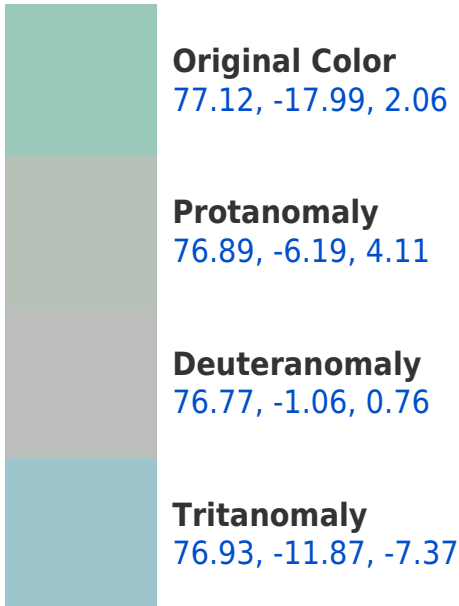 Original Color
77.12, -17.99, 2.06
Protanomaly
76.89, -6.19, 4.11
Deuteranomaly
76.77, -1.06, 0.76
Tritanomaly
76.93, -11.87, -7.37